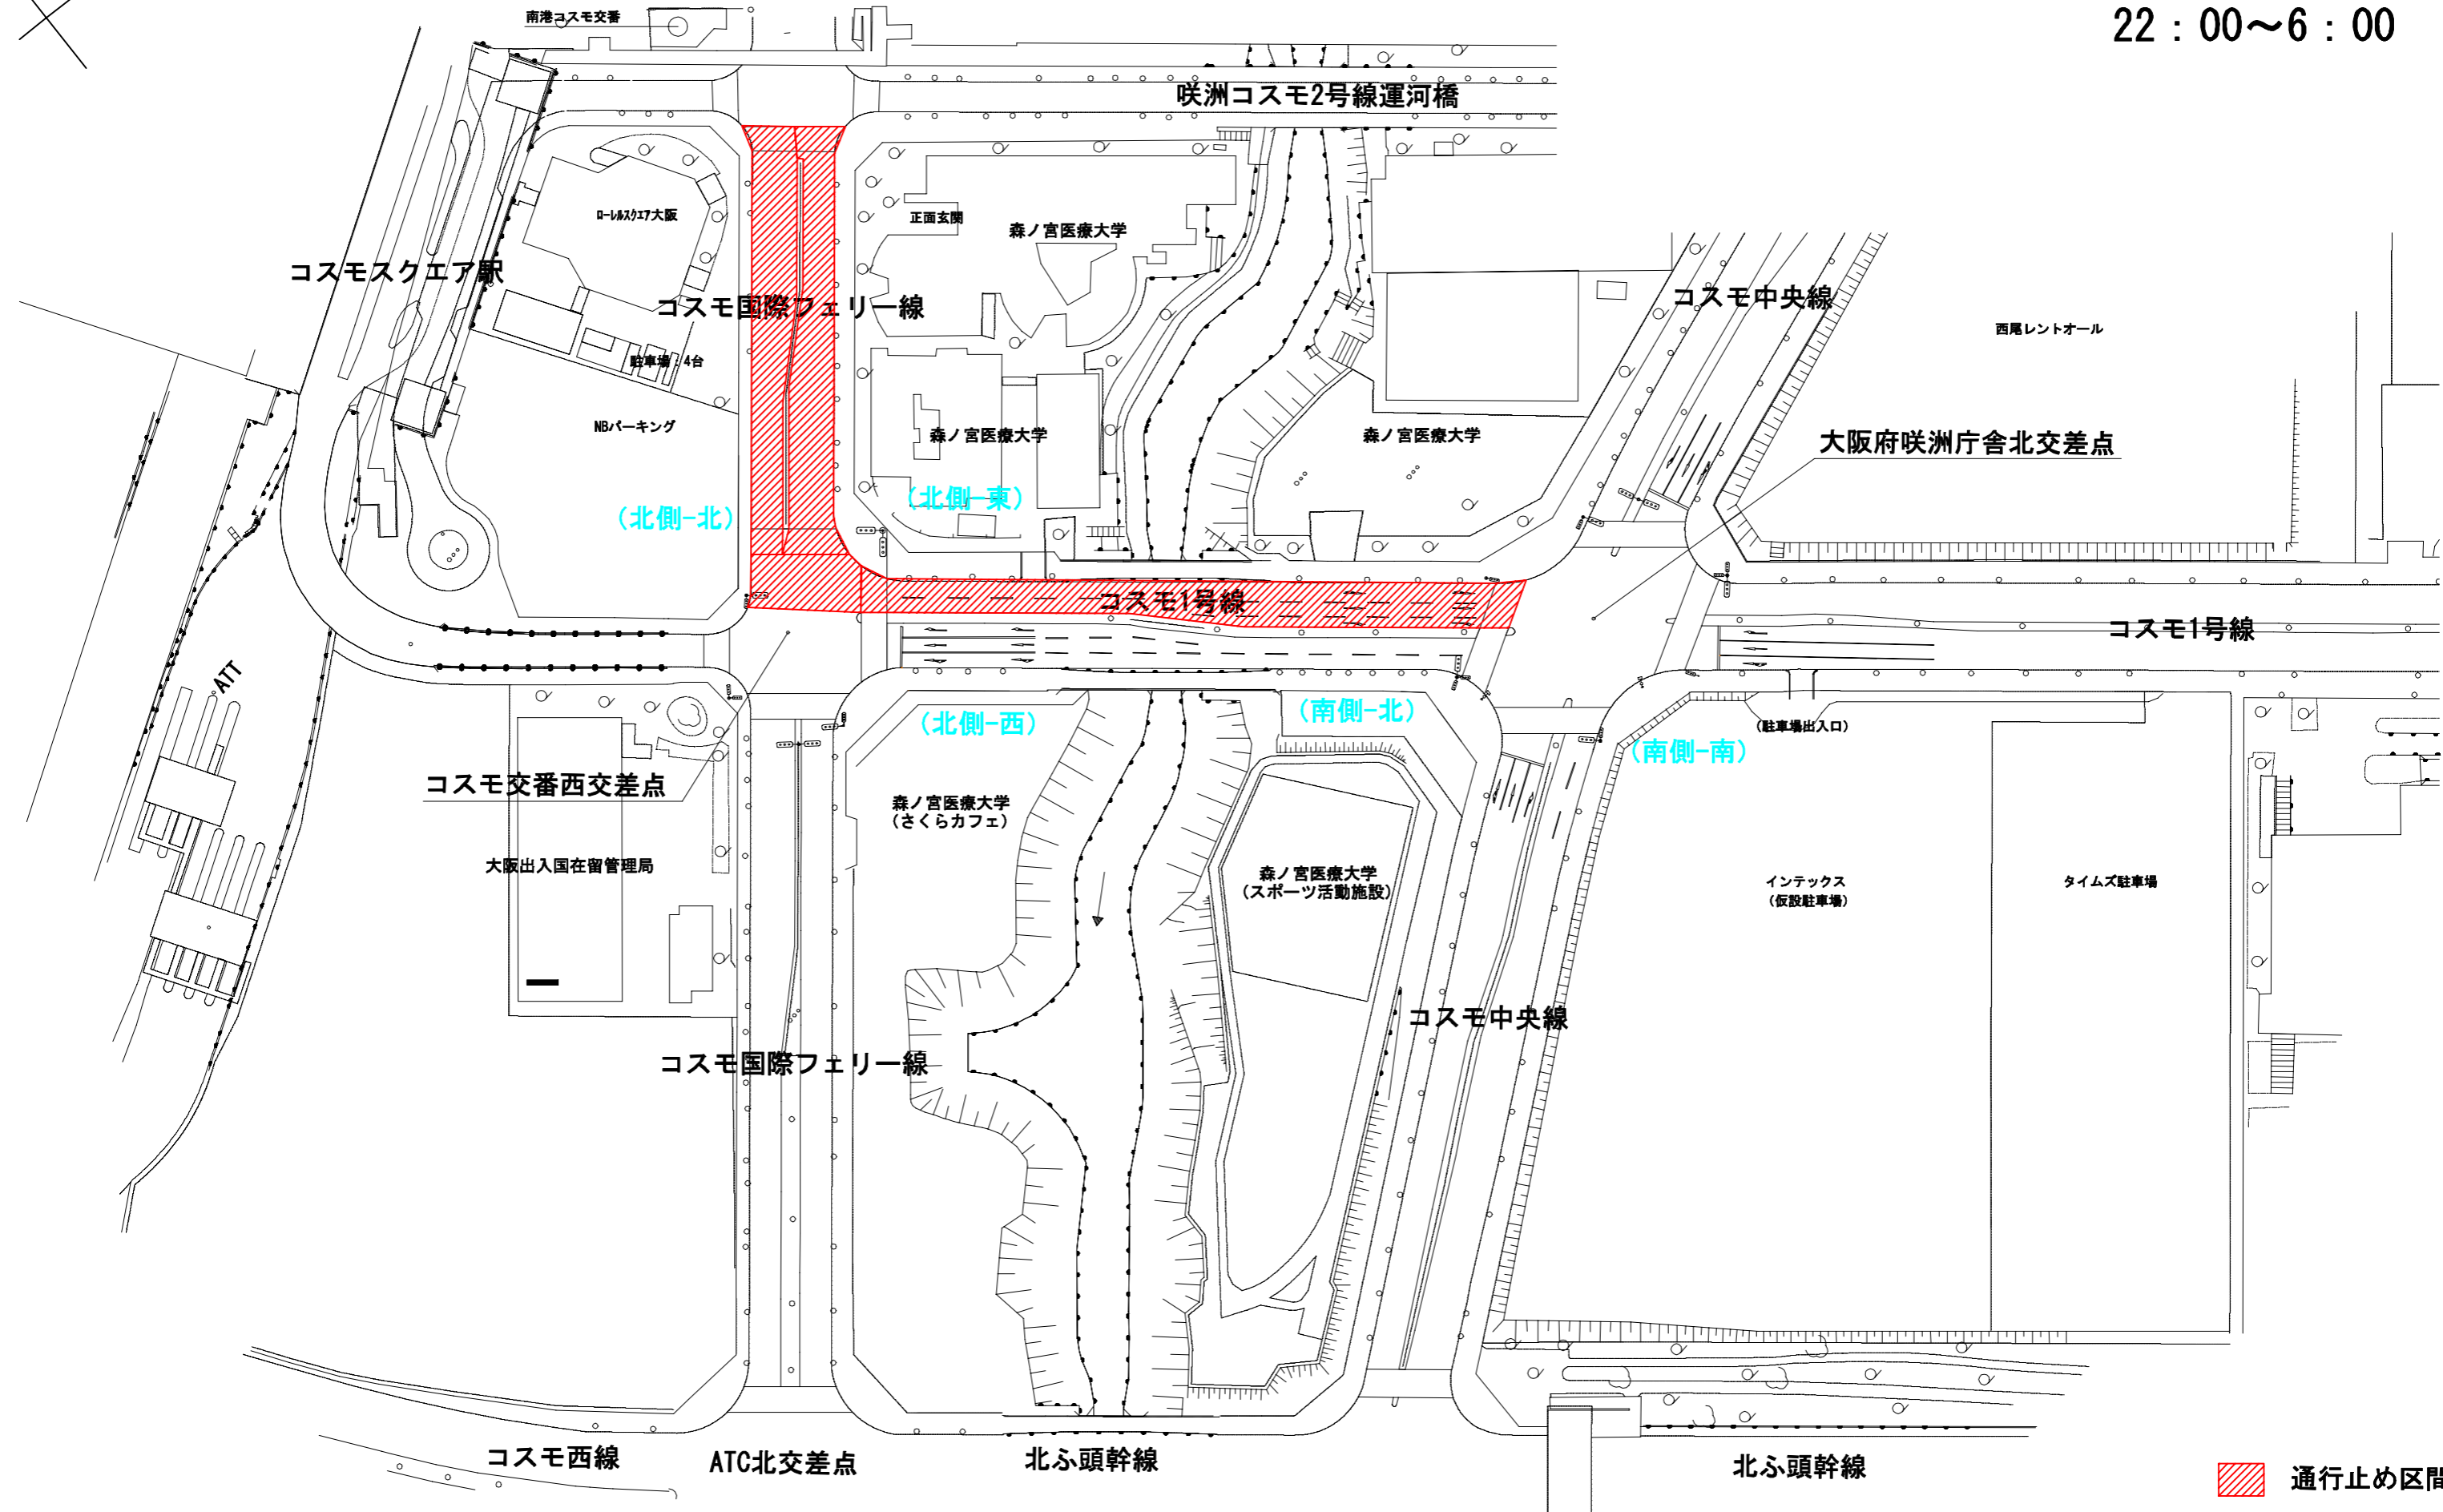 22：00～6：00
南港コスモ交番
咲洲コスモ2号線運河橋
ローレルスクエア大阪
正面玄関
森ノ宮医療大学
コスモスクエア駅
コスモ国際フェリー線
コスモ中央線
西尾レントオール
駐車場：4台
NBパーキング
森ノ宮医療大学
森ノ宮医療大学
大阪府咲洲庁舎北交差点
(北側-北)
(北側-東)
コスモ1号線
コスモ1号線
ATT
(北側-西)
(南側-北)
(駐車場出入口)
(南側-南)
コスモ交番西交差点
森ノ宮医療大学
(さくらカフェ)
大阪出入国在留管理局
森ノ宮医療大学
(スポーツ活動施設)
インテックス
(仮設駐車場)
タイムズ駐車場
コスモ中央線
コスモ国際フェリー線
コスモ西線
ATC北交差点
北ふ頭幹線
北ふ頭幹線
通行止め区間